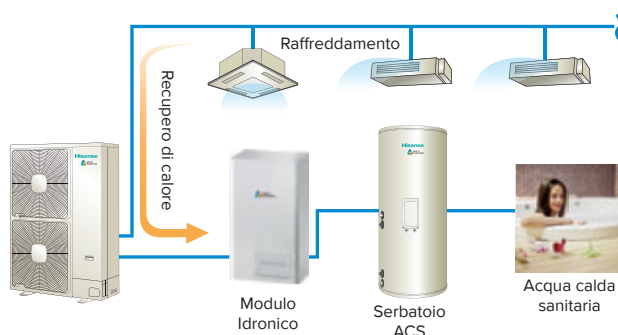 Raffreddamento
Recupero di calore
Hisense
Hisense
Modulo
Idronico
Serbatoio
ACS
Acqua calda
sanitaria